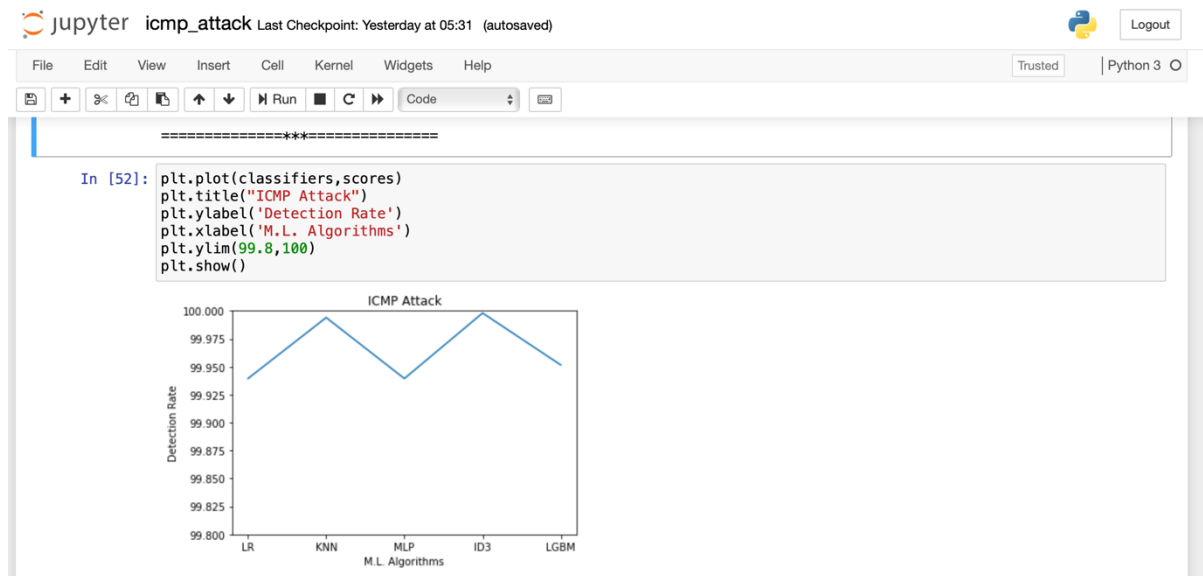 jupyter icmp_attack Last Checkpoint: Yesterday at 05:31 (autosaved)
Logout
File Edit View Insert Cell Kernel Widgets Help
Trusted
Python 3
Run
Code
==============***===============
In [52]: plt.plot(classifiers,scores)
plt.title("ICMP Attack")
plt.ylabel('Detection Rate')
plt.xlabel('M.L. Algorithms')
plt.ylim(99.8,100)
plt.show()
ICMP Attack
100.000
99.975
99.950
99.925
99.900
99.875
99.850
99.825
99.800
Detection Rate
LR KNN MLP ID3 LGBM
M.L. Algorithms